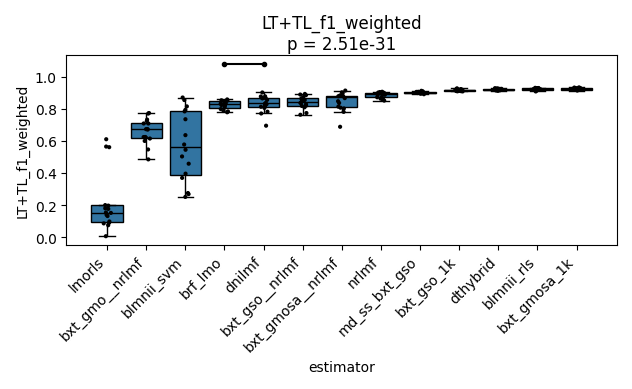 LT+TL_f1_weighted
p = 2.51e-31
LT+TL_f1_weighted
1.0
0.8
0.6
0.4
0.2
0.0
lmorls
bxt_gmo__nrlmf
blmnii_svm
brf_lmo
dnilmf
bxt_gso__nrlmf
bxt_gmosa__nrlmf
nrlmf
md_ss_bxt_gso
bxt_gso_1k
dthybrid
blmnii_rls
bxt_gmosa_1k
estimator